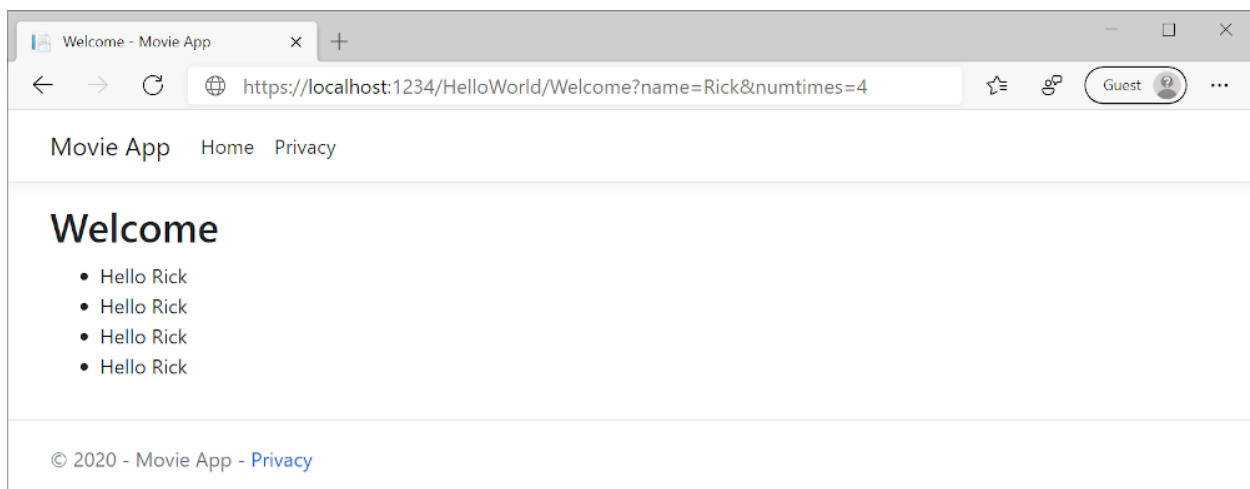 Welcome - Movie App
https://localhost:1234/HelloWorld/Welcome?name=Rick&numtimes=4 Guest
Movie App Home Privacy
Welcome
• Hello Rick
• Hello Rick
• Hello Rick
• Hello Rick
© 2020 - Movie App - Privacy